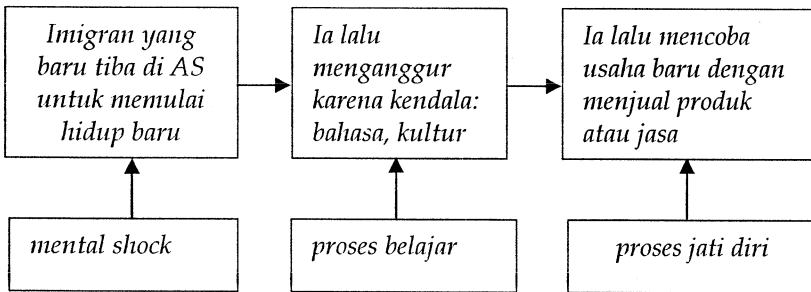 Imigran yang
baru tiba di AS
untuk memulai
hidup baru
Ia lalu
menganggur
karena kendala:
bahasa, kultur
Ia lalu mencoba
usaha baru dengan
menjual produk
atau jasa
mental shock
proses belajar
proses jati diri